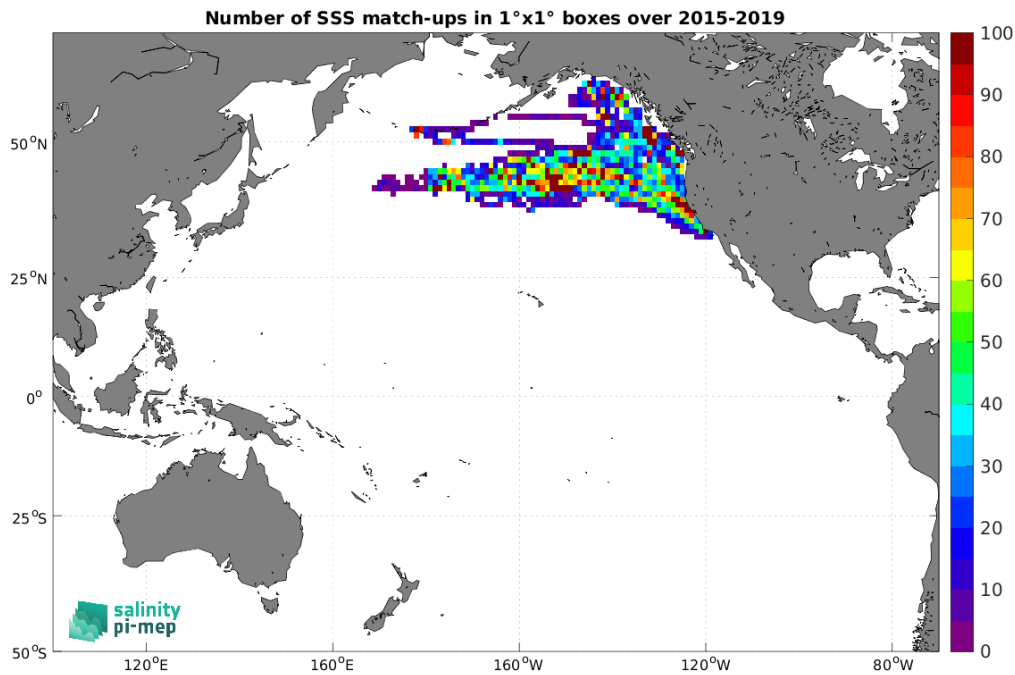 Number of SSS match-ups in 1°x1° boxes over 2015-2019
100
90
80
70
60
50
40
30
20
10
0
50°N
25°N
0°
25°S
50°S
120°E
160°E
160°W
120°W
80°W
salinity
pi-mep